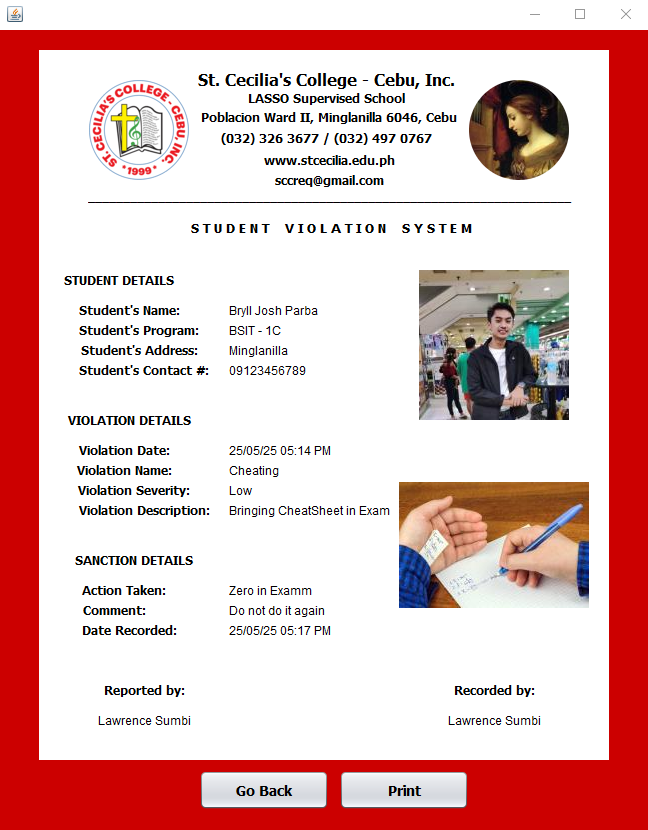 ST. CECILIA'S COLLEGE - CEBU, INC.
*1999*
St. Cecilia's College - Cebu, Inc.
LASSO Supervised School
Poblacion Ward II, Minglanilla 6046, Cebu
(032) 326 3677 / (032) 497 0767
www.stcecilia.edu.ph
sccreq@gmail.com
STUDENT VIOLATION SYSTEM
STUDENT DETAILS
Student's Name: Bryll Josh Parba
Student's Program: BSIT - 1C
Student's Address: Minglanilla
Student's Contact #: 09123456789
VIOLATION DETAILS
Violation Date: 25/05/25 05:14 PM
Violation Name: Cheating
Violation Severity: Low
Violation Description: Bringing CheatSheet in Exam
SANCTION DETAILS
Action Taken: Zero in Examm
Comment: Do not do it again
Date Recorded: 25/05/25 05:17 PM
Reported by: Recorded by:
Lawrence Sumbi Lawrence Sumbi
Go Back Print